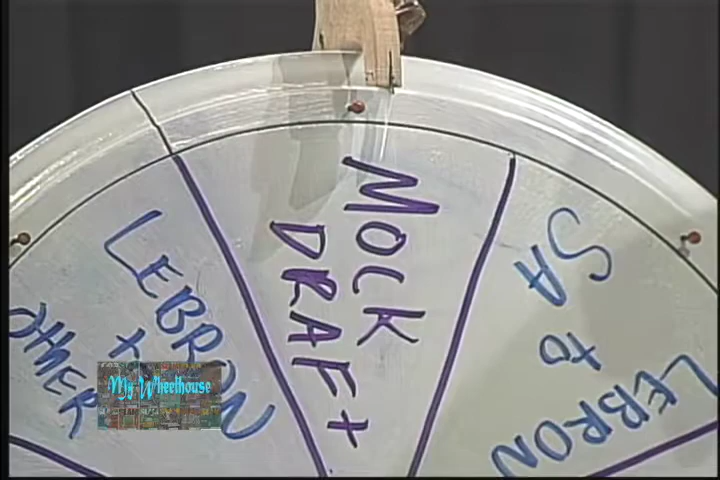 LEBRON
+
OTHER
MOCK
DRAFT
SA
to
LEBRON
My Wheelhouse